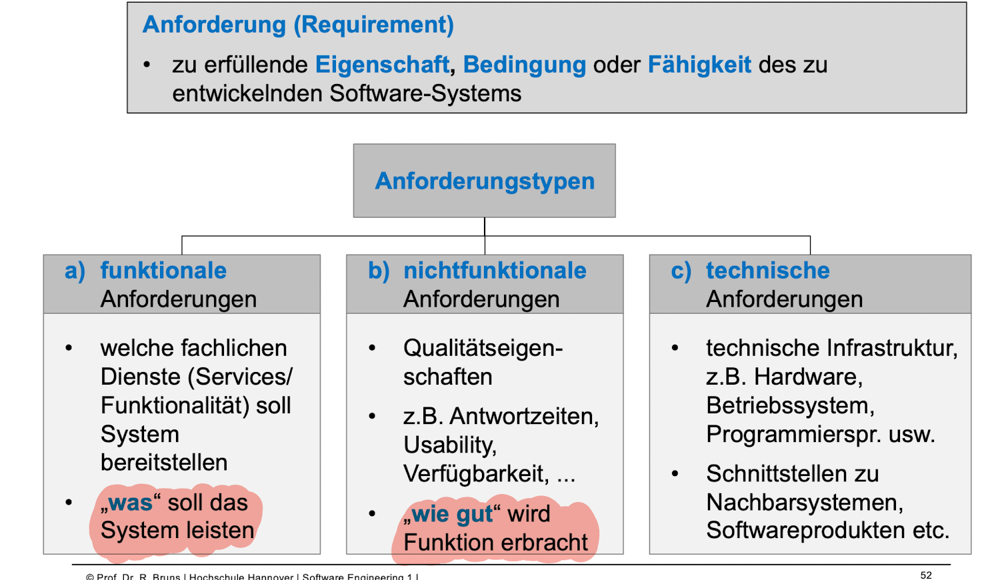 Anforderung (Requirement)
• zu erfüllende Eigenschaft, Bedingung oder Fähigkeit des zu
entwickelnden Software-Systems
Anforderungstypen
a) funktionale
Anforderungen
• welche fachlichen
Dienste (Services/
Funktionalität) soll
System
bereitstellen
• „was“ soll das
System leisten
b) nichtfunktionale
Anforderungen
• Qualitätseigen-
schaften
• z.B. Antwortzeiten,
Usability,
Verfügbarkeit, ...
• „wie gut“ wird
Funktion erbracht
c) technische
Anforderungen
• technische Infrastruktur,
z.B. Hardware,
Betriebssystem,
Programmierspr. usw.
• Schnittstellen zu
Nachbarsystemen,
Softwareprodukten etc.
© Prof. Dr. R. Bruns | Hochschule Hannover | Software Engineering 1 |
52